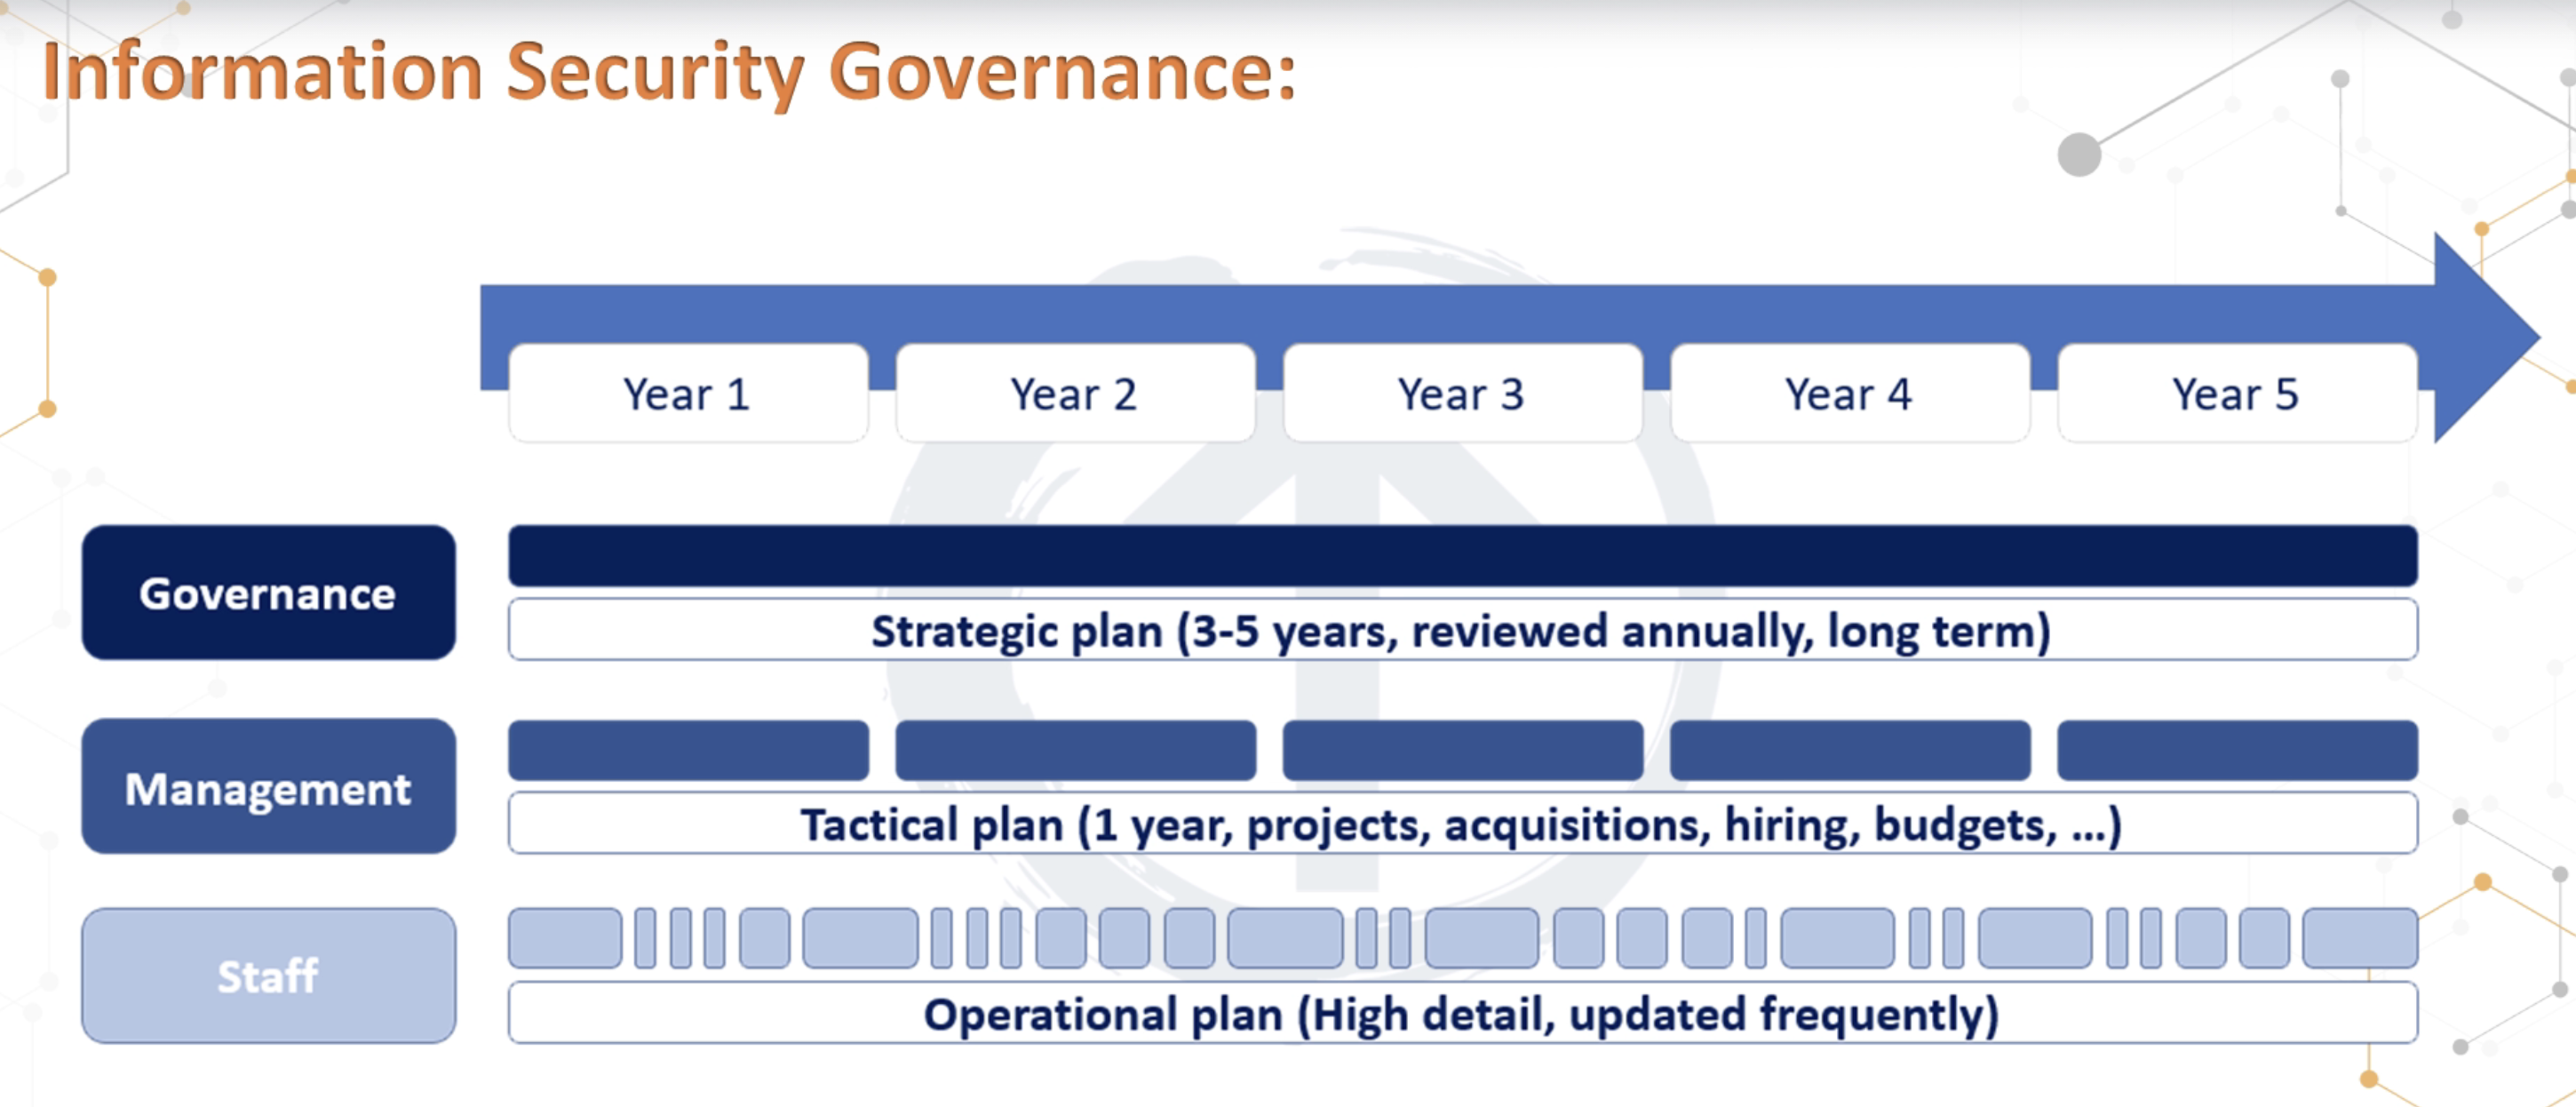 Information Security Governance:
Year 1
Year 2
Year 3
Year 4
Year 5
Governance
Strategic plan (3-5 years, reviewed annually, long term)
Management
Tactical plan (1 year, projects, acquisitions, hiring, budgets, ...)
Staff
Operational plan (High detail, updated frequently)